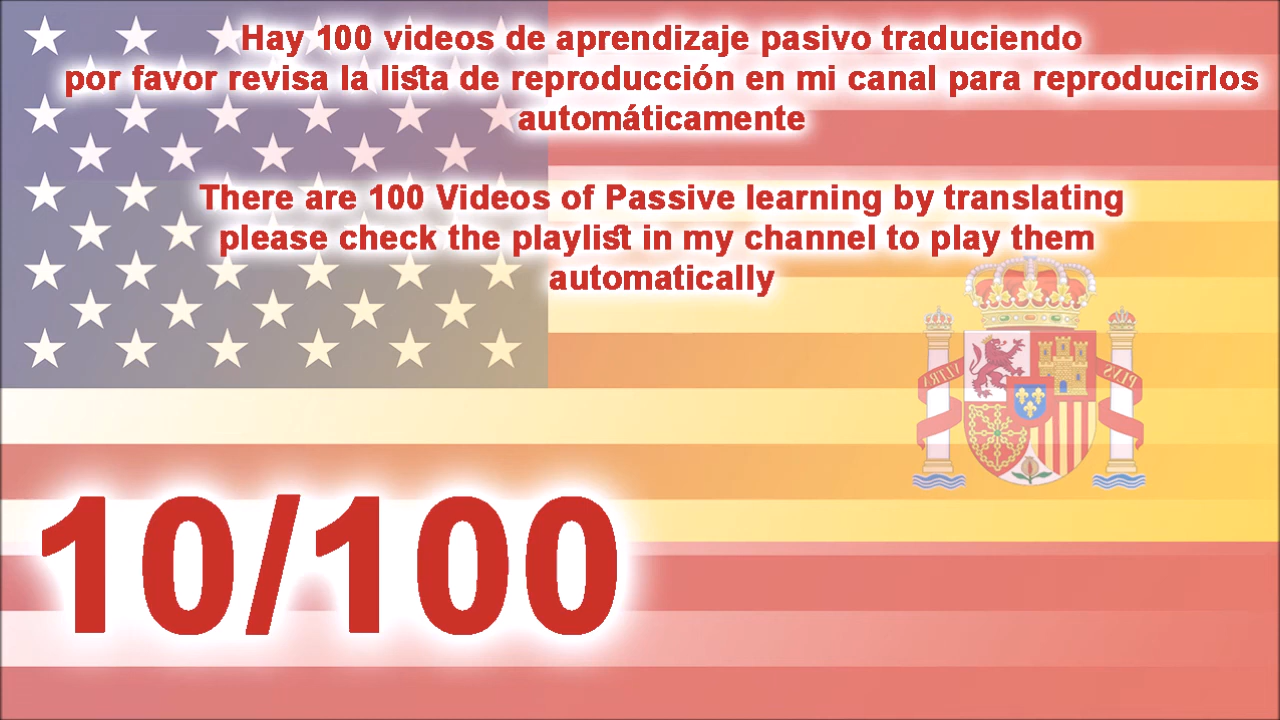 Hay 100 videos de aprendizaje pasivo traduciendo
por favor revisa la lista de reproducción en mi canal para reproducirlos
automáticamente
There are 100 Videos of Passive learning by translating
please check the playlist in my channel to play them
automatically
10/100